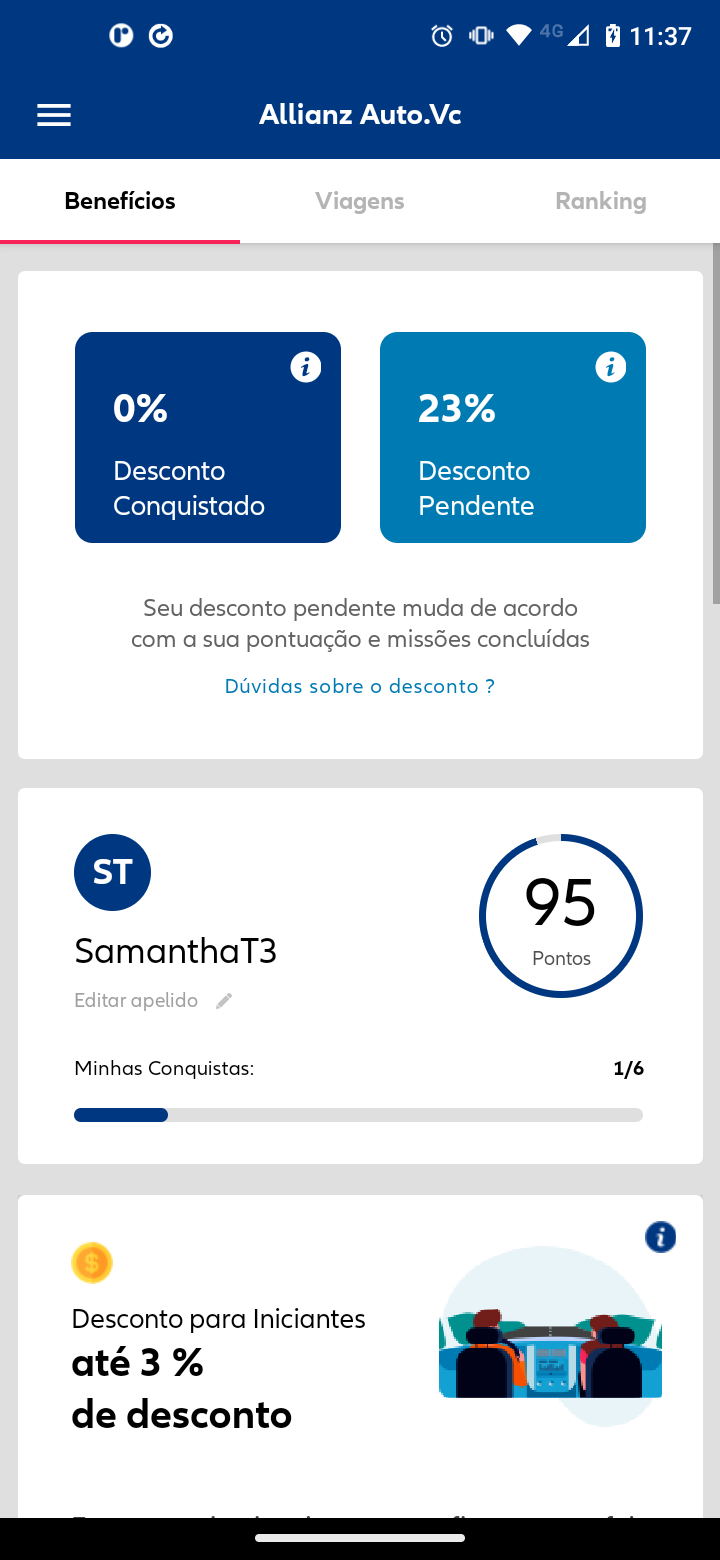 4G 11:37
Allianz Auto.Vc
Benefícios Viagens Ranking
0%
Desconto
Conquistado
23%
Desconto
Pendente
Seu desconto pendente muda de acordo
com a sua pontuação e missões concluídas
Dúvidas sobre o desconto ?
ST
SamanthaT3
Editar apelido
95
Pontos
Minhas Conquistas: 1/6
Desconto para Iniciantes
até 3 %
de desconto